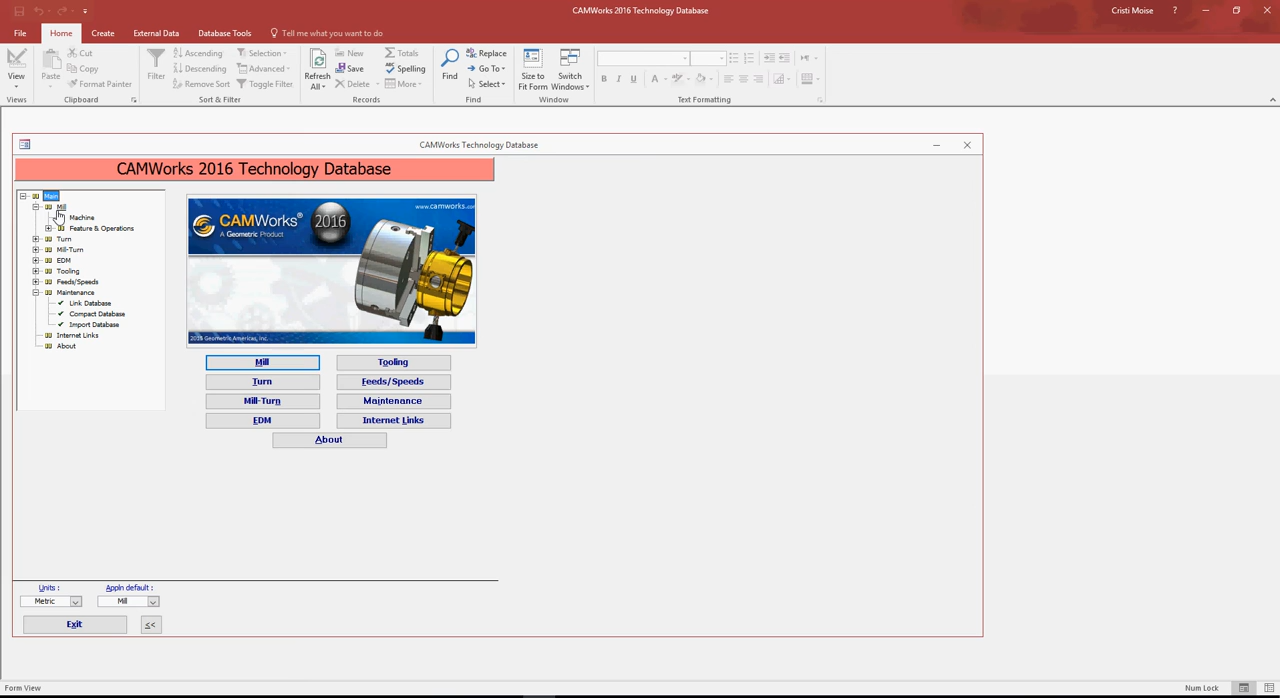 CAMWorks 2016 Technology Database
Cristi Moise
?
File
Home
Create
External Data
Database Tools
Tell me what you want to do
View
Views
Paste
Cut
Copy
Format Painter
Clipboard
Filter
Ascending
Descending
Remove Sort
Selection
Advanced
Toggle Filter
Sort & Filter
Refresh All
New
Save
Delete
Totals
Spelling
More
Records
Find
Replace
Go To
Select
Find
Size to Fit Form
Switch Windows
Window
B I U
A
Text Formatting
CAMWorks Technology Database
CAMWorks 2016 Technology Database
Main
Mill
Machine
Feature & Operations
Turn
Mill-Turn
EDM
Tooling
Feeds/Speeds
Maintenance
Link Database
Compact Database
Import Database
Internet Links
About
www.camworks.com
CAMWorks® 2016
A Geometric Product
Mill
Tooling
Turn
Feeds/Speeds
Mill-Turn
Maintenance
EDM
Internet Links
About
Units :
Appln default :
Metric
Mill
Exit
<<
Form View
Num Lock